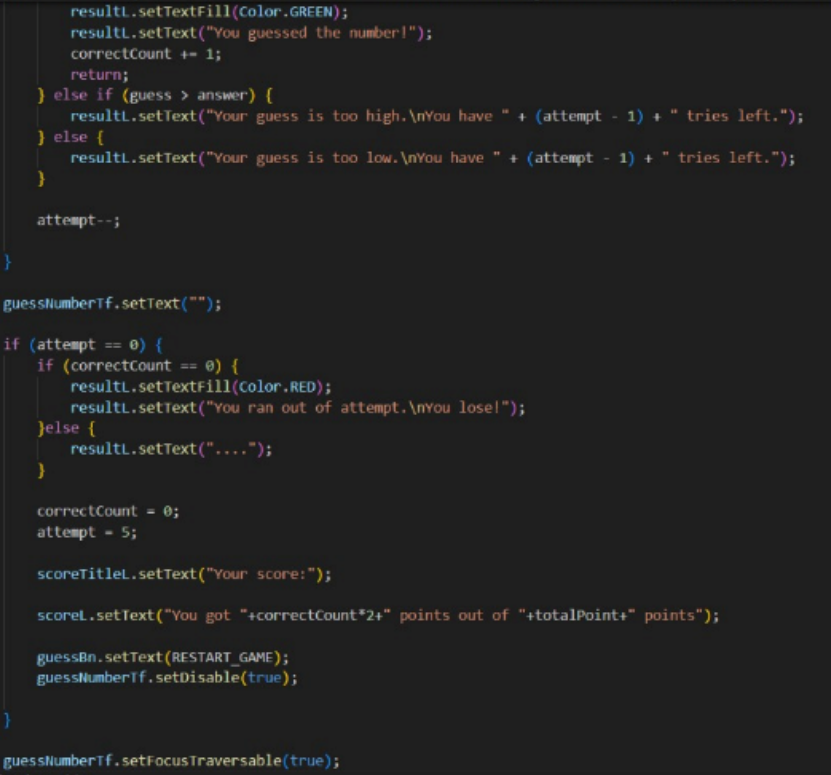 resultL.setTextFill(Color.GREEN);
resultL.setText("You guessed the number!");
correctCount += 1;
return;
} else if (guess > answer) {
resultL.setText("Your guess is too high.\nYou have " + (attempt - 1) + " tries left.");
} else {
resultL.setText("Your guess is too low.\nYou have " + (attempt - 1) + " tries left.");
}
attempt--;
}
guessNumberTf.setText("");
if (attempt == 0) {
if (correctCount == 0) {
resultL.setTextFill(Color.RED);
resultL.setText("You ran out of attempt.\nYou lose!");
}else {
resultL.setText("....");
}
correctCount = 0;
attempt = 5;
scoreTitleL.setText("Your score:");
scoreL.setText("You got "+correctCount*2+" points out of "+totalPoint+" points");
guessBn.setText(RESTART_GAME);
guessNumberTf.setDisable(true);
}
guessNumberTf.setFocusTraversable(true);